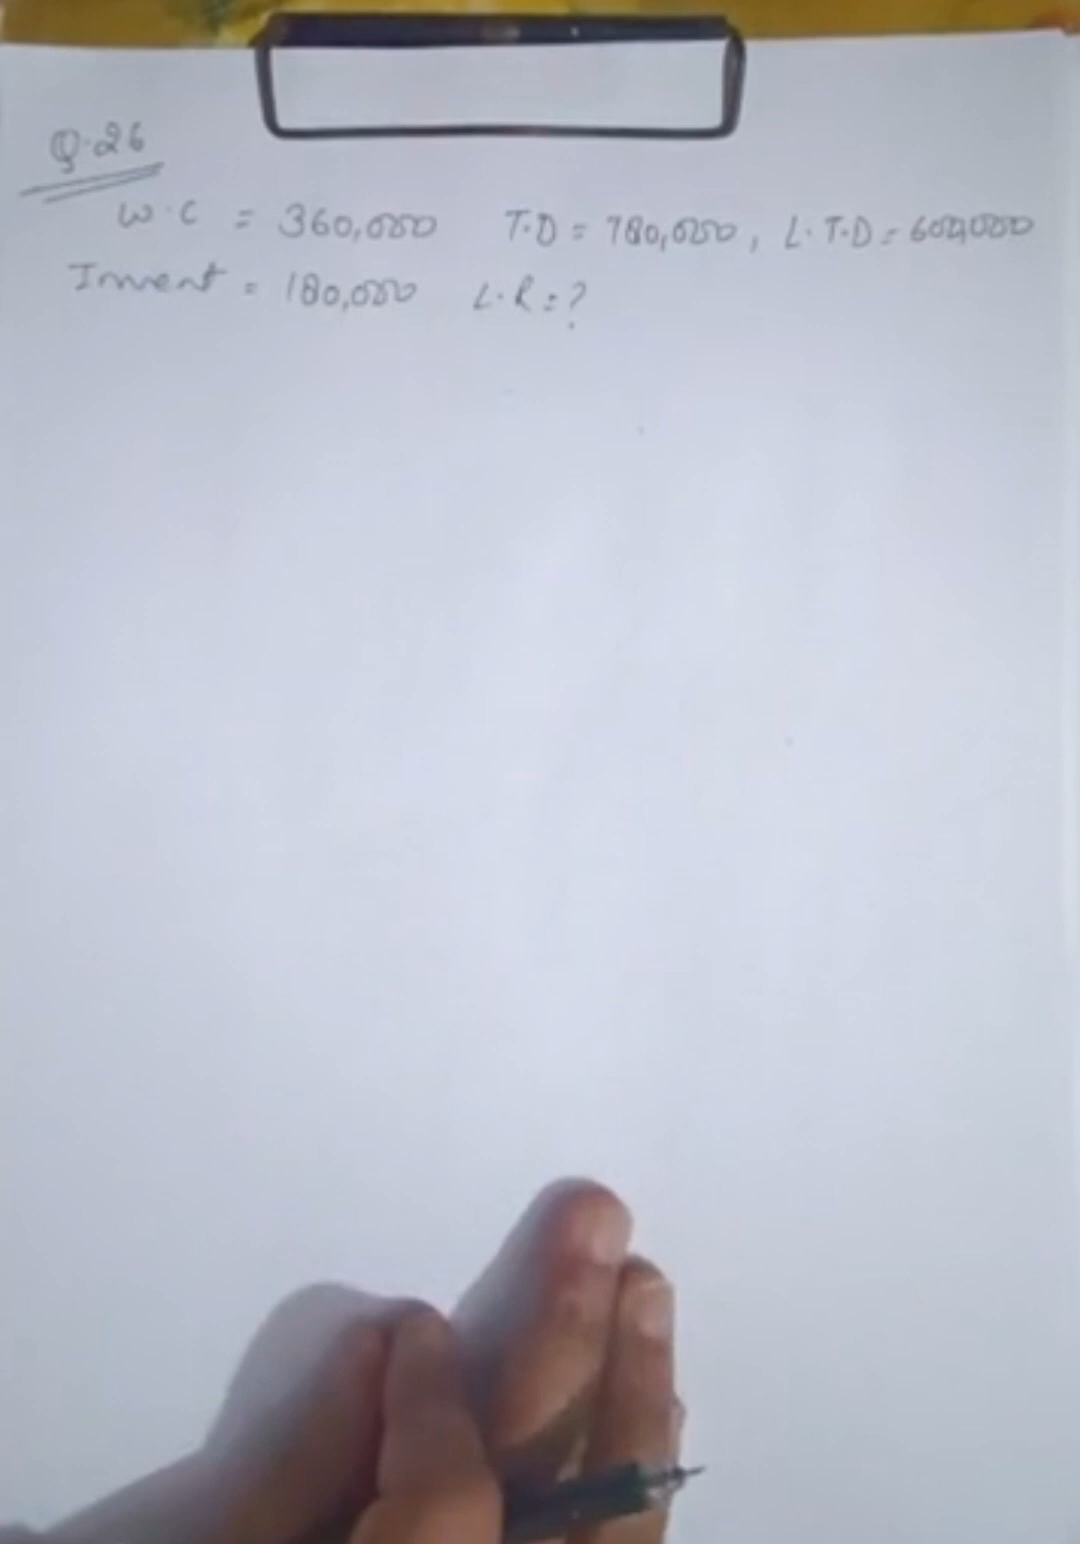 Q.26
W.C = 360,000 T.D = 780,000, L.T.D = 600,000
Invent = 180,000 L.R = ?